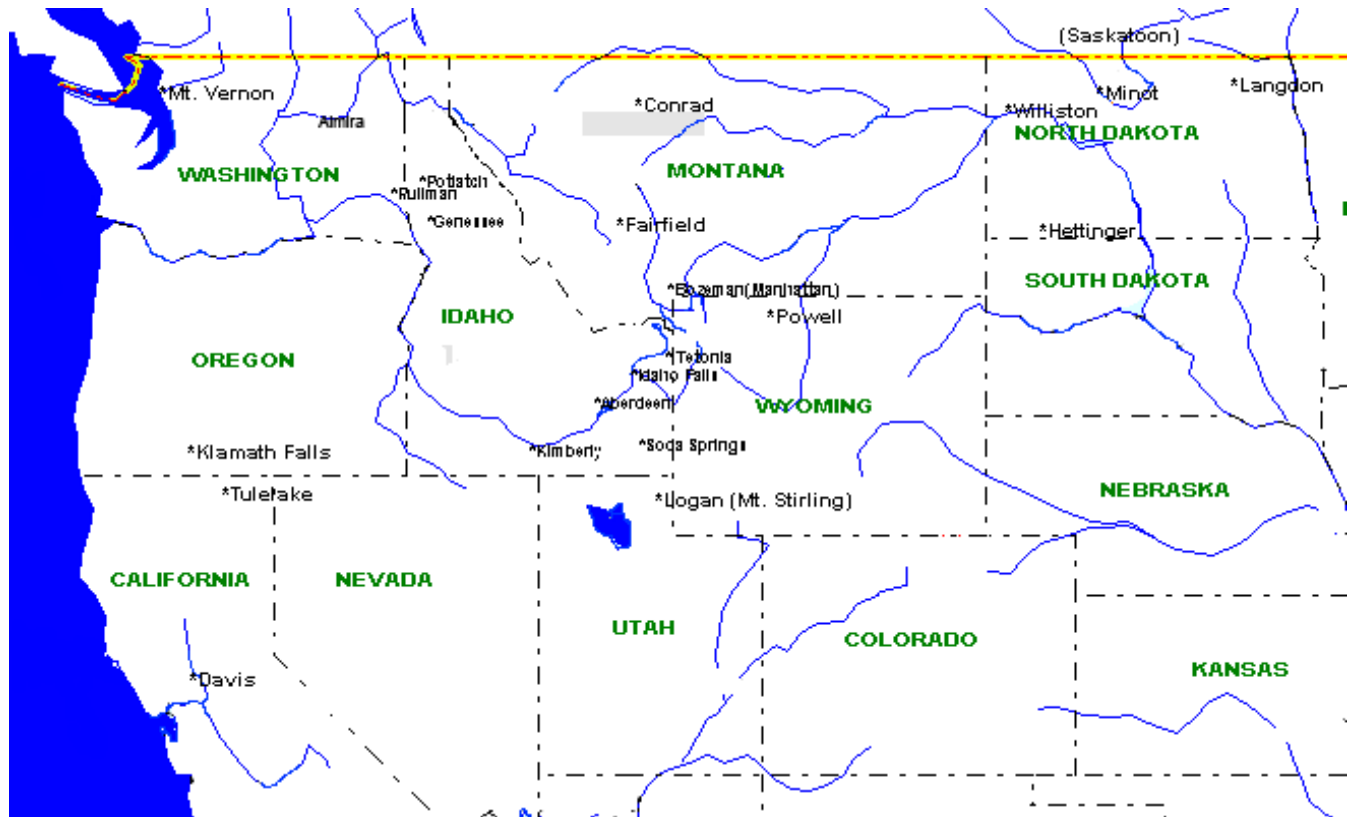 (Saskatoon)
*Mt. Vernon
*Conrad
*Williston
*Minot
*Langdon
Almira
NORTH DAKOTA
WASHINGTON
*Potlatch
MONTANA
*Pullman
*Genessee
*Fairfield
*Hettinger
*Bozeman(Manhattan)
SOUTH DAKOTA
IDAHO
*Powell
OREGON
*Tetonia
*Idaho Falls
*Aberdeen
WYOMING
*Klamath Falls
*Kimberly
*Soda Springs
*Tulelake
*Logan (Mt. Stirling)
NEBRASKA
CALIFORNIA
NEVADA
UTAH
COLORADO
*Davis
KANSAS